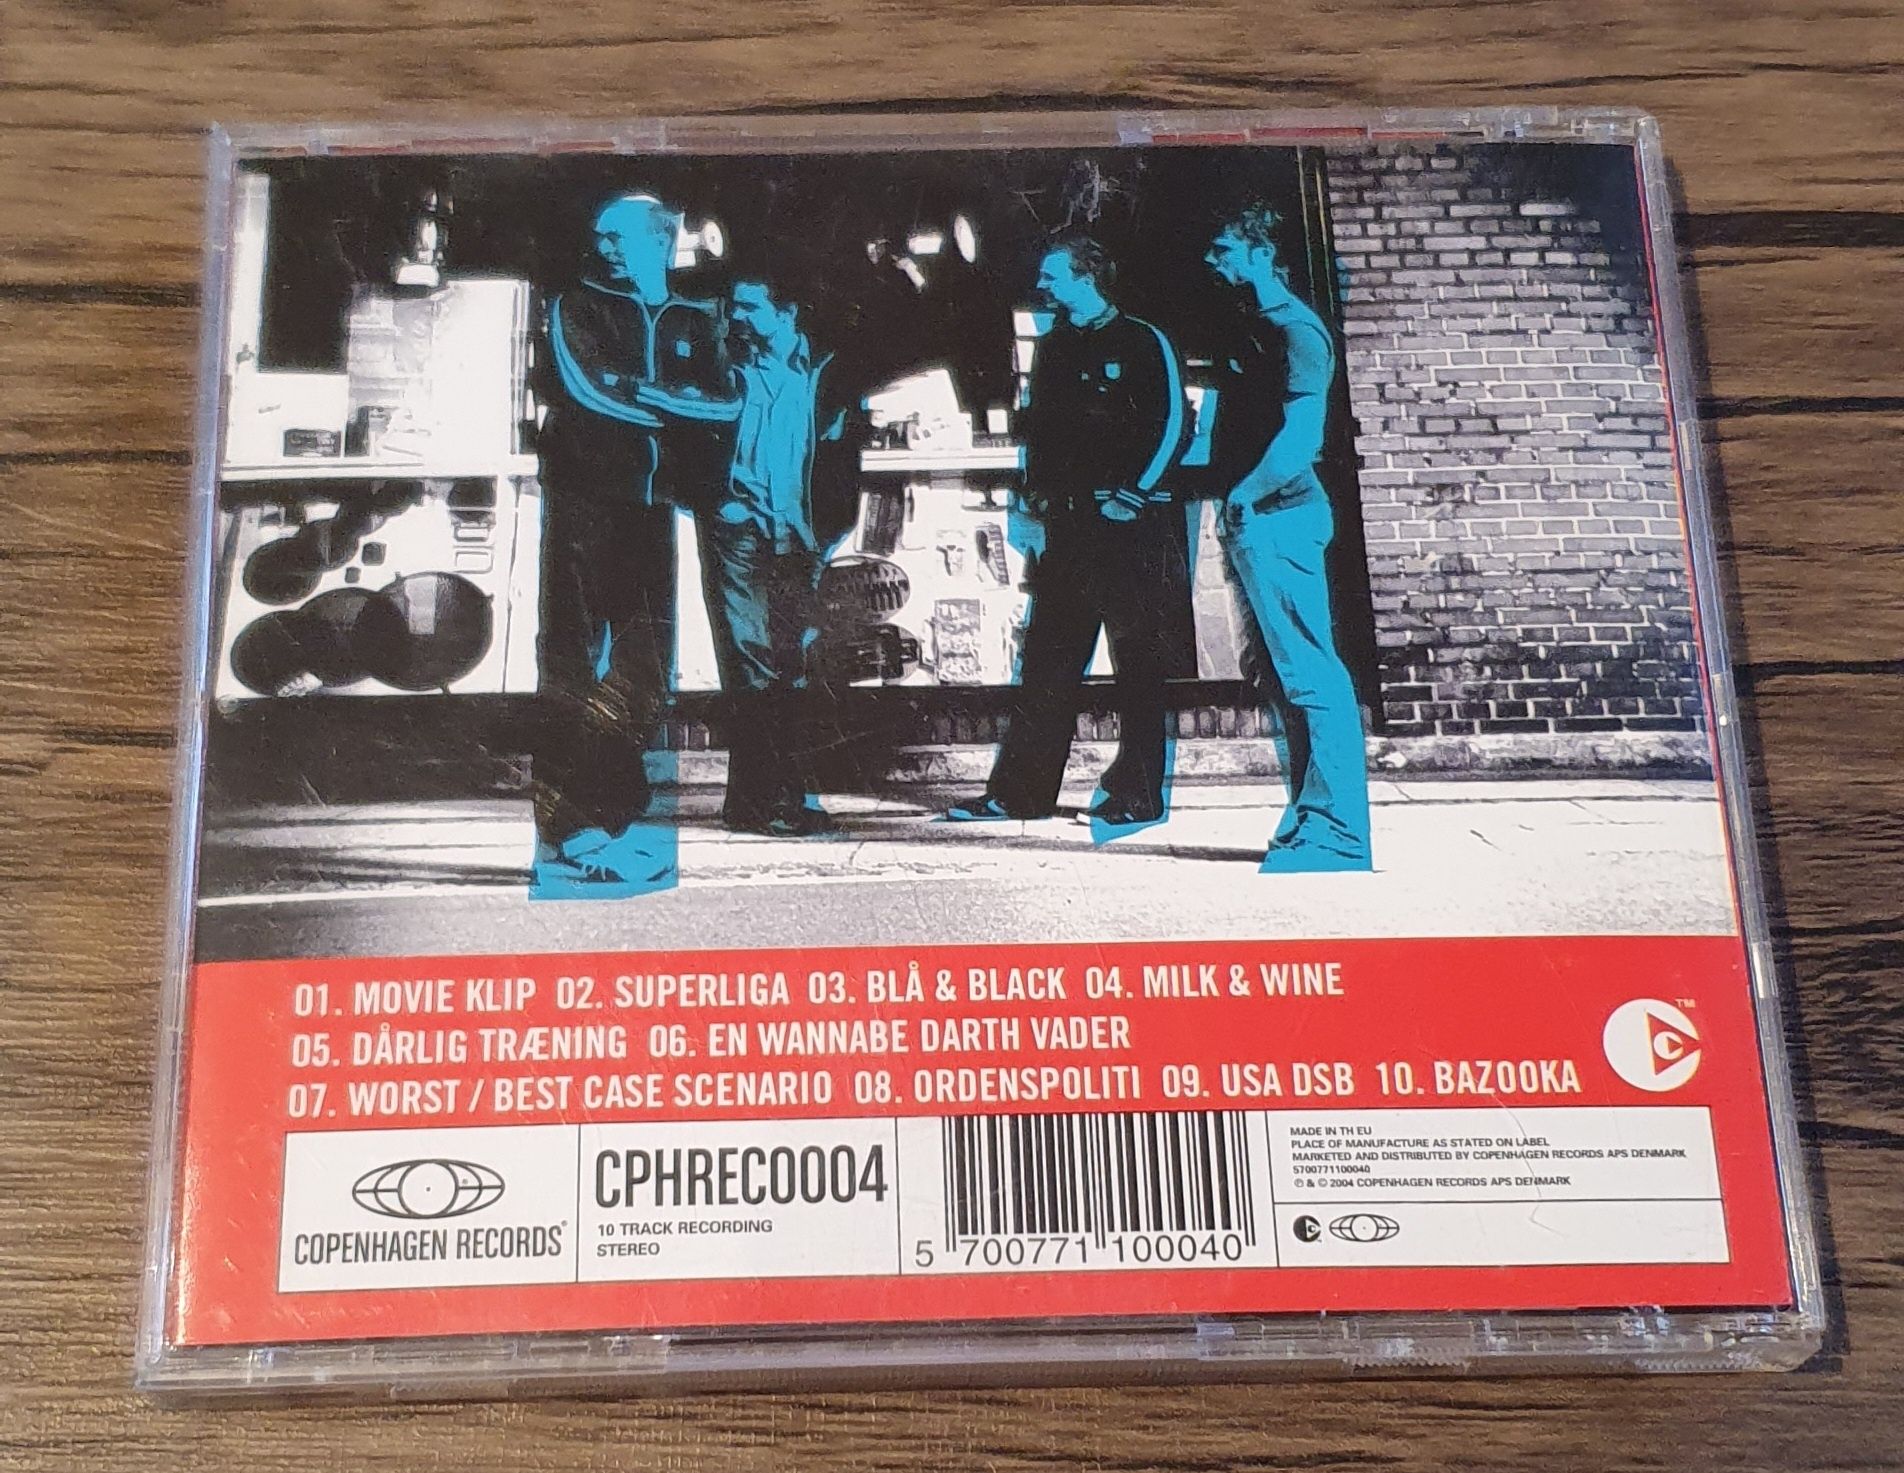 01. MOVIE KLIP 02. SUPERLIGA 03. BLÅ & BLACK 04. MILK & WINE
05. DÅRLIG TRÆNING 06. EN WANNABE DARTH VADER
07. WORST / BEST CASE SCENARIO 08. ORDENSPOLITI 09. USA DSB 10. BAZOOKA
TM
COPENHAGEN RECORDS®
CPHREC0004
10 TRACK RECORDING
STEREO
5 700771 100040
MADE IN TH EU
PLACE OF MANUFACTURE AS STATED ON LABEL
MARKETED AND DISTRIBUTED BY COPENHAGEN RECORDS APS DENMARK
5700771100040
℗ & © 2004 COPENHAGEN RECORDS APS DENMARK